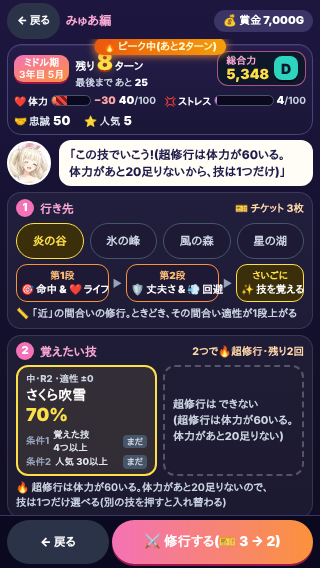 ← 戻る
みゅあ編
💰 賞金 7,000G
🔥 ピーク中(あと2ターン)
ミドル期
3年目 5月
残り 8 ターン
最後まで あと 25
総合力
5,348 D
❤️ 体力 −30 40/100 💢 ストレス 4/100
🤝 忠誠 50 ⭐ 人気 5
「この技でいこう!(超修行は体力が60いる。
体力があと20足りないから、技は1つだけ)」
1 行き先
🎫 チケット 3枚
炎の谷 氷の峰 風の森 星の湖
第1段
🎯 命中 & ❤️ ライフ
▶
第2段
🛡️ 丈夫さ & 💨 回避
▶
さいごに
✨ 技を覚える
📏 「近」の間合いの修行。ときどき、その間合い適性が1段上がる
2 覚えたい技
2つで🔥超修行・残り2回
中・R2・適性 ±0
さくら吹雪
70%
条件1 覚えた技
4つ以上 まだ
条件2 人気 30以上 まだ
超修行は できない
(超修行は体力が60いる。
体力があと20足りない)
🔥 超修行は体力が60いる。体力があと20足りないので、
技は1つだけ選べる(別の技を押すと入れ替わる)
← 戻る
⚔️ 修行する(🎫 3 → 2)